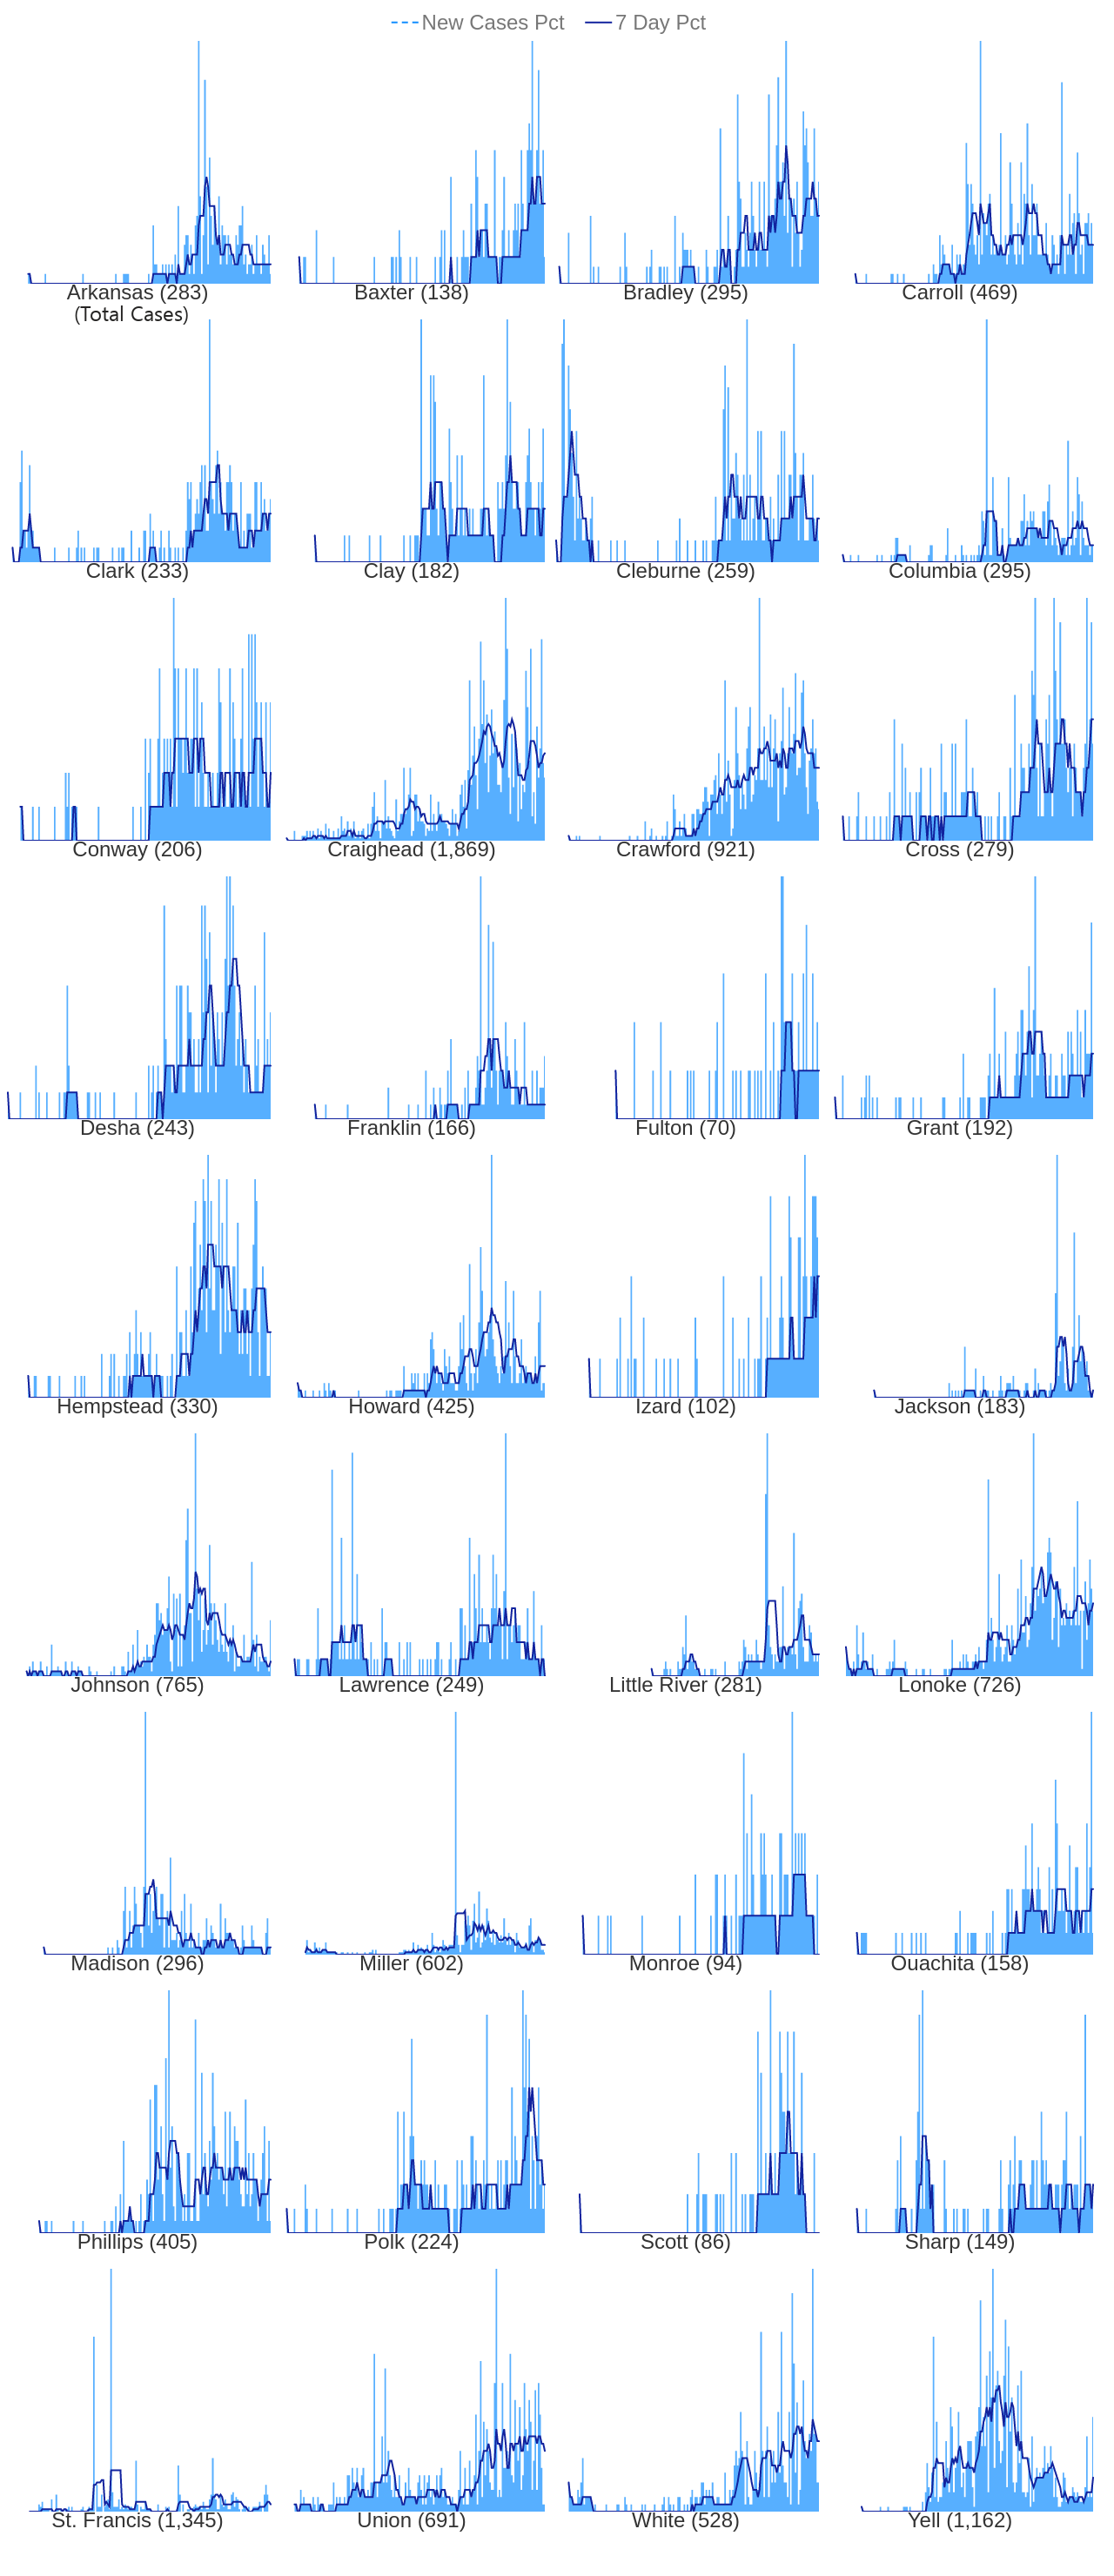 New Cases Pct 7 Day Pct
Arkansas (283) Baxter (138) Bradley (295) Carroll (469)
(Total Cases)
Clark (233) Clay (182) Cleburne (259) Columbia (295)
Conway (206) Craighead (1,869) Crawford (921) Cross (279)
Desha (243) Franklin (166) Fulton (70) Grant (192)
Hempstead (330) Howard (425) Izard (102) Jackson (183)
Johnson (765) Lawrence (249) Little River (281) Lonoke (726)
Madison (296) Miller (602) Monroe (94) Ouachita (158)
Phillips (405) Polk (224) Scott (86) Sharp (149)
St. Francis (1,345) Union (691) White (528) Yell (1,162)